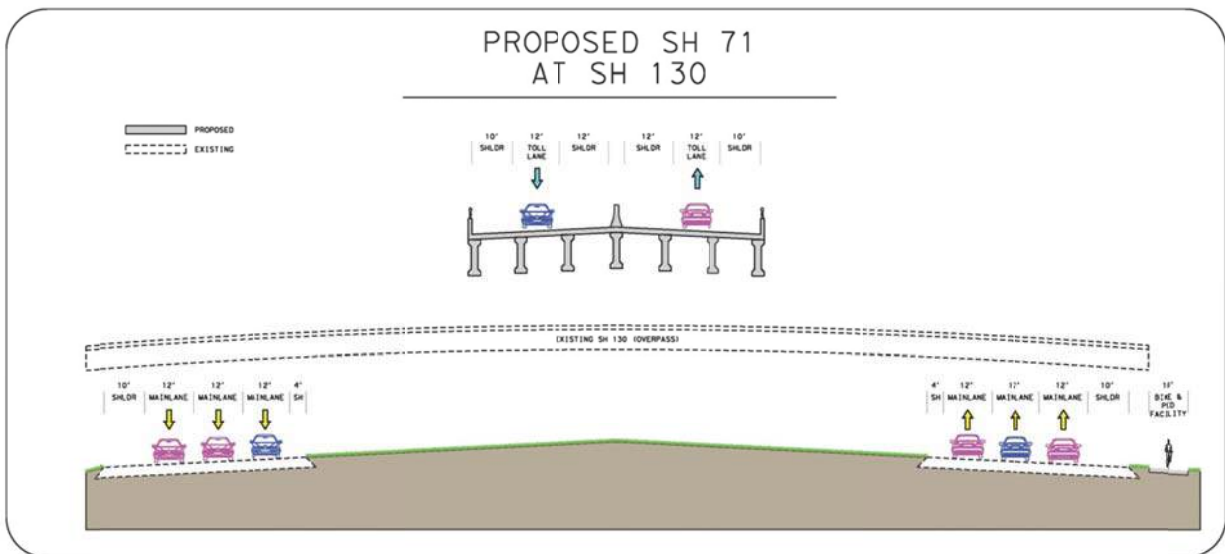 PROPOSED SH 71
AT SH 130
PROPOSED
EXISTING
10' 12' 12' 12' 12' 10'
SHLDR TOLL LANE SHLDR SHLDR TOLL LANE SHLDR
EXISTING SH 130 (OVERPASS)
10' 12' 12' 12' 4'
SHLDR MAINLANE MAINLANE MAINLANE SH
4' 12' 12' 10'
SH MAINLANE MAINLANE MAINLANE SHLDR
BIKE &
FACILITY